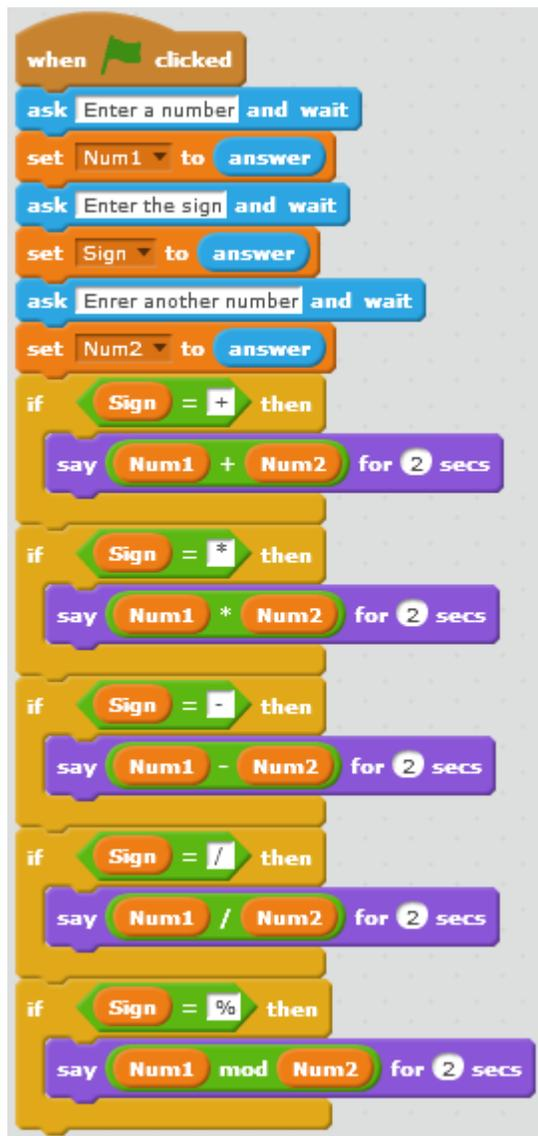 when clicked
ask Enter a number and wait
set Num1 to answer
ask Enter the sign and wait
set Sign to answer
ask Enrer another number and wait
set Num2 to answer
if Sign = + then
say Num1 + Num2 for 2 secs
if Sign = * then
say Num1 * Num2 for 2 secs
if Sign = - then
say Num1 - Num2 for 2 secs
if Sign = / then
say Num1 / Num2 for 2 secs
if Sign = % then
say Num1 mod Num2 for 2 secs